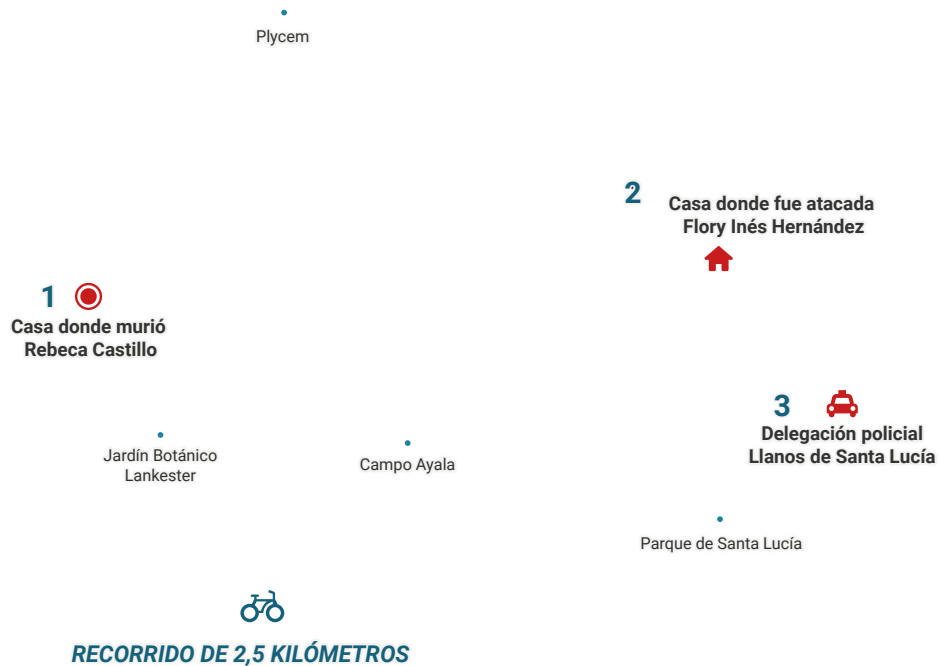 Plycem
2
Casa donde fue atacada
Flory Inés Hernández
1
Casa donde murió
Rebeca Castillo
3
Delegación policial
Llanos de Santa Lucía
Jardín Botánico
Lankester
Campo Ayala
Parque de Santa Lucía
RECORRIDO DE 2,5 KILÓMETROS